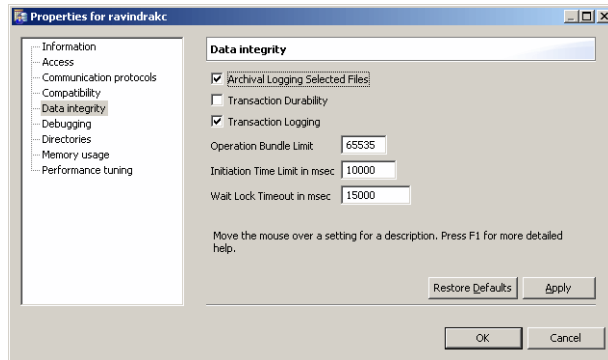 Properties for ravindrakc
Information
Access
Communication protocols
Compatibility
Data integrity
Debugging
Directories
Memory usage
Performance tuning
Data integrity
Archival Logging Selected Files
Transaction Durability
Transaction Logging
Operation Bundle Limit 65535
Initiation Time Limit in msec 10000
Wait Lock Timeout in msec 15000
Move the mouse over a setting for a description. Press F1 for more detailed
help.
Restore Defaults Apply
OK Cancel